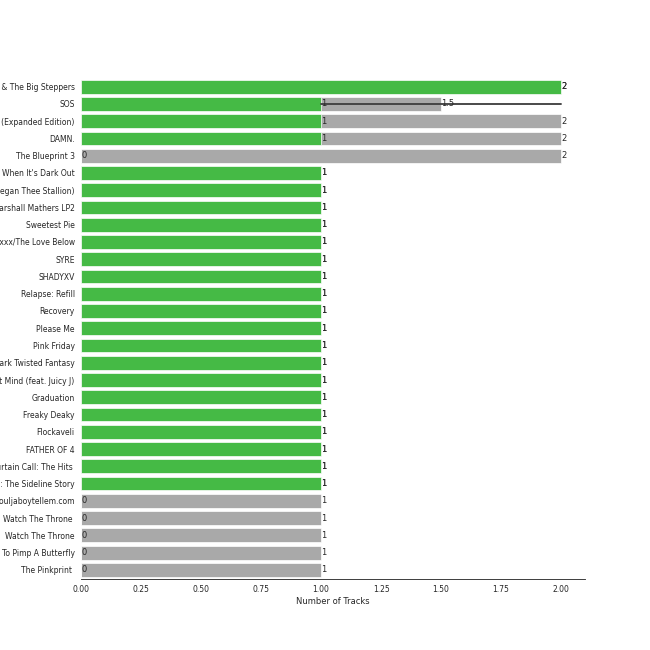 & The Big Steppers 2
SOS 1 1.5
(Expanded Edition) 1 2
DAMN. 1 2
The Blueprint 3 0 2
When It's Dark Out 1
egan Thee Stallion) 1
arshall Mathers LP2 1
Sweetest Pie 1
xxx/The Love Below 1
SYRE 1
SHADYXV 1
Relapse: Refill 1
Recovery 1
Please Me 1
Pink Friday 1
ark Twisted Fantasy 1
t Mind (feat. Juicy J) 1
Graduation 1
Freaky Deaky 1
Flockaveli 1
FATHER OF 4 1
rtain Call: The Hits 1
: The Sideline Story 1
ouljaboytellem.com 0 1
Watch The Throne 0 1
Watch The Throne 0 1
To Pimp A Butterfly 0 1
The Pinkprint 0 1
0.00 0.25 0.50 0.75 1.00 1.25 1.50 1.75 2.00
Number of Tracks